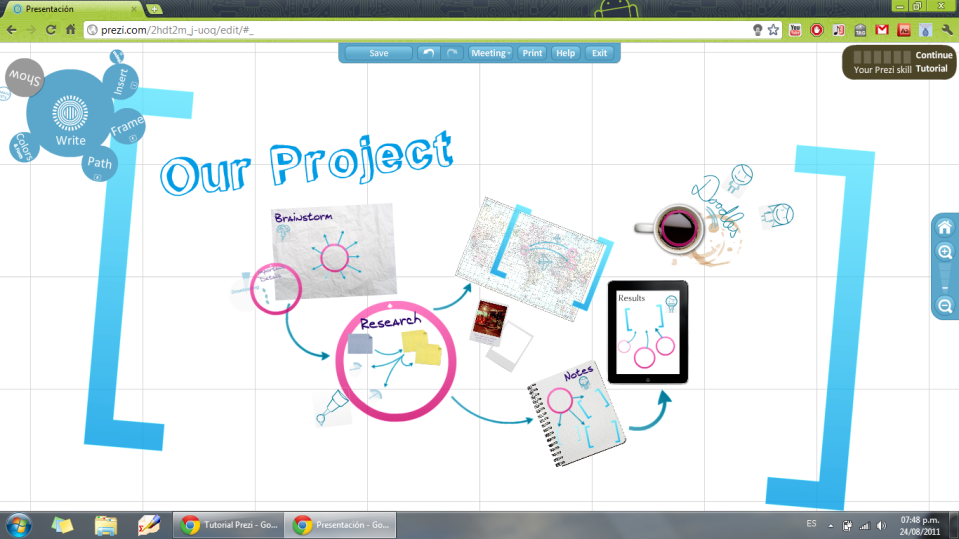 Presentación
prezi.com/2hdt2m_j-uoq/edit/#_
Save
Meeting
Print
Help
Exit
Continue
Your Prezi skill Tutorial
Show
Insert
Write
Frame
Colors
Path
Our Project
Brainstorm
Doodles
Research
Results
Notes
Tutorial Prezi - Go...
Presentación - Go...
ES
07:48 p.m.
24/08/2011